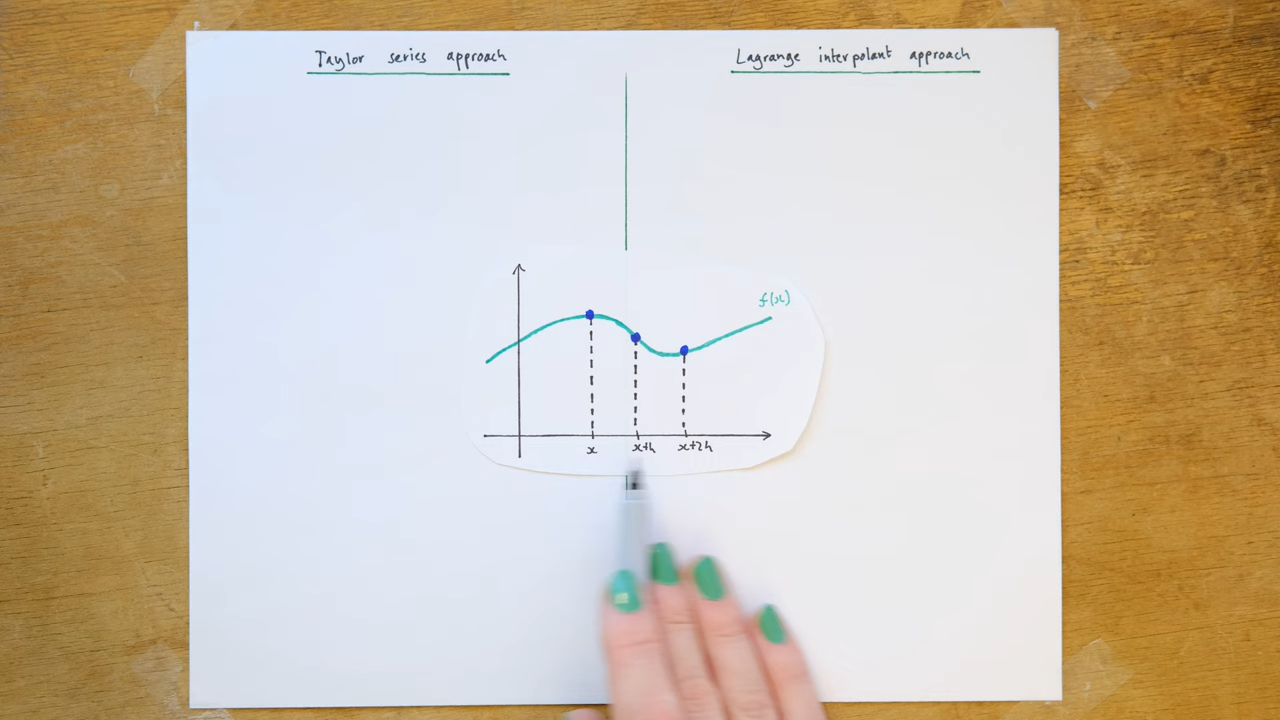 Taylor series approach
Lagrange interpolant approach
f(x)
x
x+h
x+2h